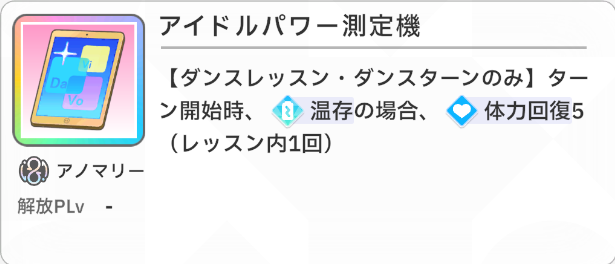 アイドルパワー測定機
【ダンスレッスン・ダンスターンのみ】ター
ン開始時、温存の場合、体力回復5
（レッスン内1回）
Vi
Da
Vo
アノマリー
解放PLv -